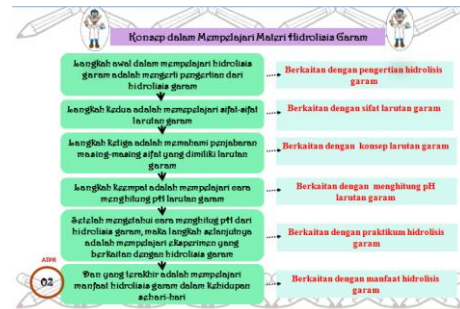 Konsep dalam Mempelajari Materi Hidrolisis Garam
Langkah awal dalam mempelajari hidrolisis
garam adalah mengerti pengertian dari
hidrolisis garam
Berkaitan dengan pengertian hidrolisis
garam
Langkah kedua adalah memepelajari sifat-sifat
larutan garam
Berkaitan dengan sifat larutan garam
Langkah ketiga adalah memahami penjabaran
masing-masing sifat yang dimiliki larutan
garam
Berkaitan dengan konsep larutan garam
Langkah keempat adalah mempelajari cara
menghitung pH larutan garam
Berkaitan dengan menghitung pH
larutan garam
Setelah mengetahui cara menghitug pH dari
hidrolisis garam, maka langkah selanjutnya
adalah mempelajari eksperimen yang
berkaitan dengan hidrolisis garam
Berkaitan dengan praktikum hidrolisis
garam
ATPR
02
Dan yang terakhir adalah mempelajari
manfaat hidrolisis garam dalam kehidupan
sehari-hari
Berkaitan dengan manfaat hidrolisis
garam